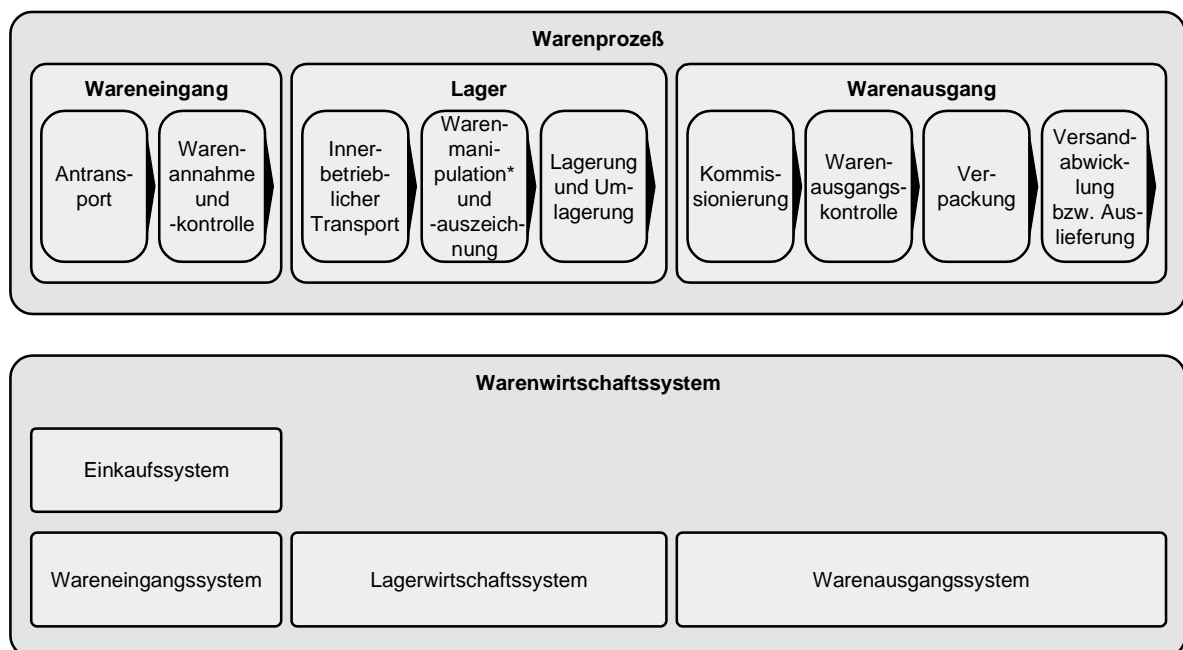 Warenprozeß
Wareneingang
Antrans-
port
Waren-
annahme
und
-kontrolle
Lager
Inner-
betrieb-
licher
Transport
Waren-
mani-
pulation*
und
-auszeich-
nung
Lagerung
und Um-
lagerung
Warenausgang
Kommis-
sionierung
Waren-
ausgangs-
kontrolle
Ver-
packung
Versand-
abwick-
lung
bzw. Aus-
lieferung
Warenwirtschaftssystem
Einkaufssystem
Wareneingangssystem
Lagerwirtschaftssystem
Warenausgangssystem